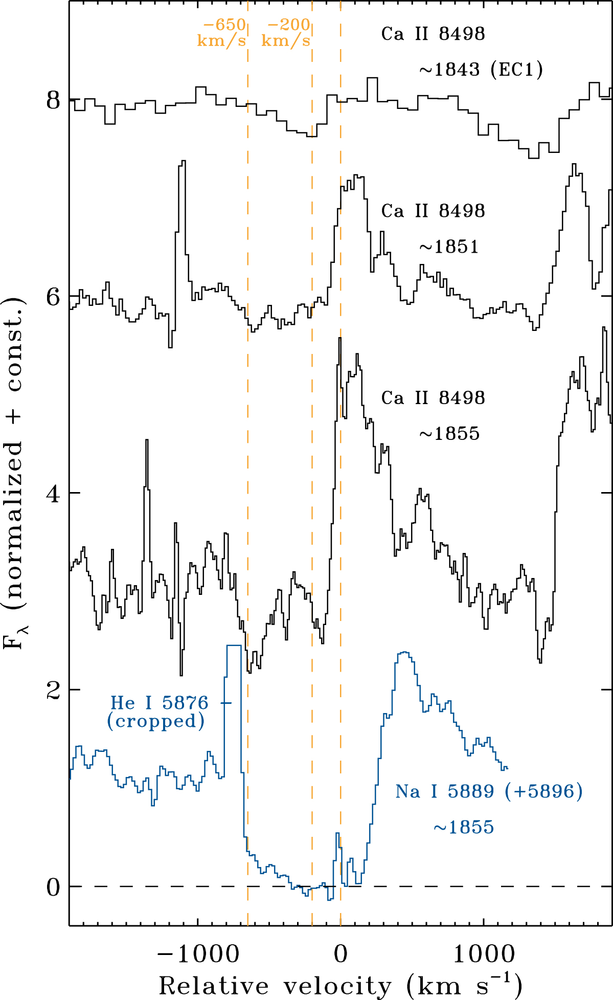 −650 −200
km/s km/s
Ca II 8498
~1843 (EC1)
8
Ca II 8498
~1851
6
Ca II 8498
~1855
4
2
He I 5876
(cropped)
Na I 5889 (+5896)
~1855
0
−1000 0 1000
Relative velocity (km s⁻¹)
F_λ (normalized + const.)